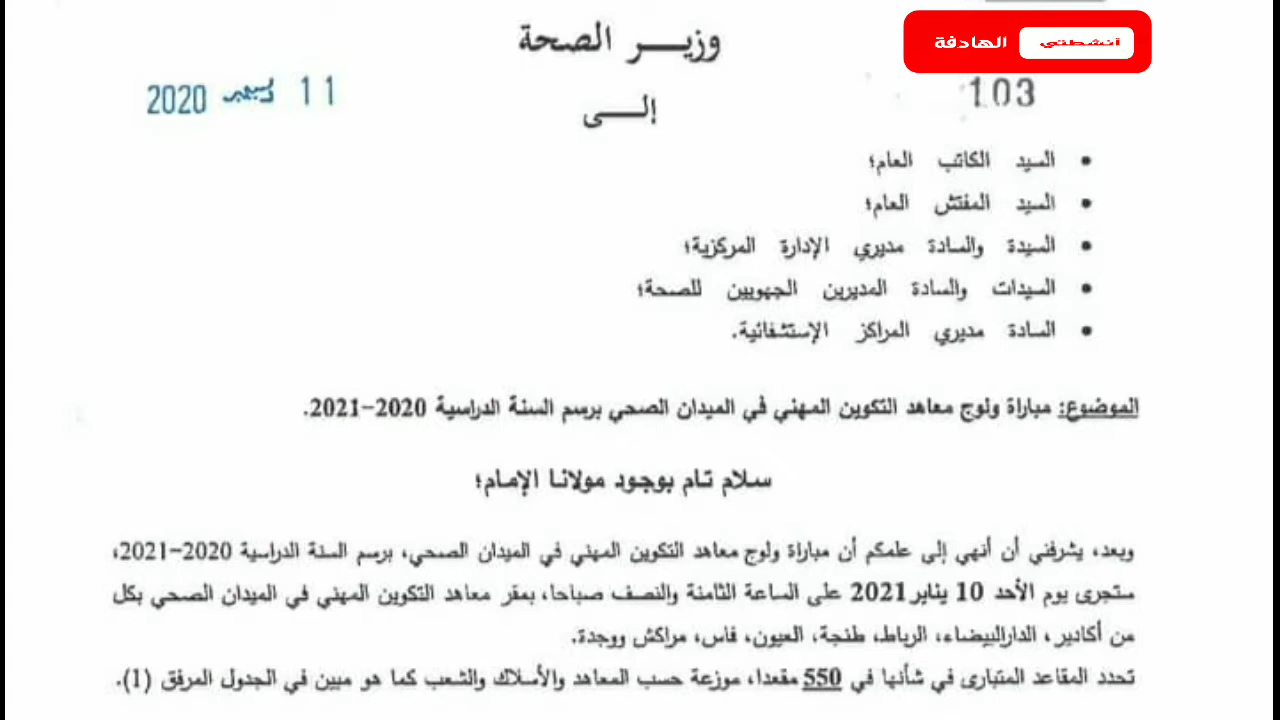 وزيـــر الصحة
أنشطتي الهادفة
11 دجنبر 2020
103
إلـــى
• السيد الكاتب العام؛
• السيد المفتش العام؛
• السيدة والسادة مديري الإدارة المركزية؛
• السيدات والسادة المديرين الجهويين للصحة؛
• السادة مديري المراكز الإستشفائية.
الموضوع: مباراة ولوج معاهد التكوين المهني في الميدان الصحي برسم السنة الدراسية 2020-2021.
سلام تام بوجود مولانا الإمام؛
وبعد، يشرفني أن أنهي إلى علمكم أن مباراة ولوج معاهد التكوين المهني في الميدان الصحي، برسم السنة الدراسية 2020-2021،
ستجرى يوم الأحد 10 يناير 2021 على الساعة الثامنة والنصف صباحا، بمقر معاهد التكوين المهني في الميدان الصحي بكل
من أكادير، الدارالبيضاء، الرباط، طنجة، العيون، فاس، مراكش ووجدة.
تحدد المقاعد المتبارى في شأنها في 550 مقعدا، موزعة حسب المعاهد والأسلاك والشعب كما هو مبين في الجدول المرفق (1).